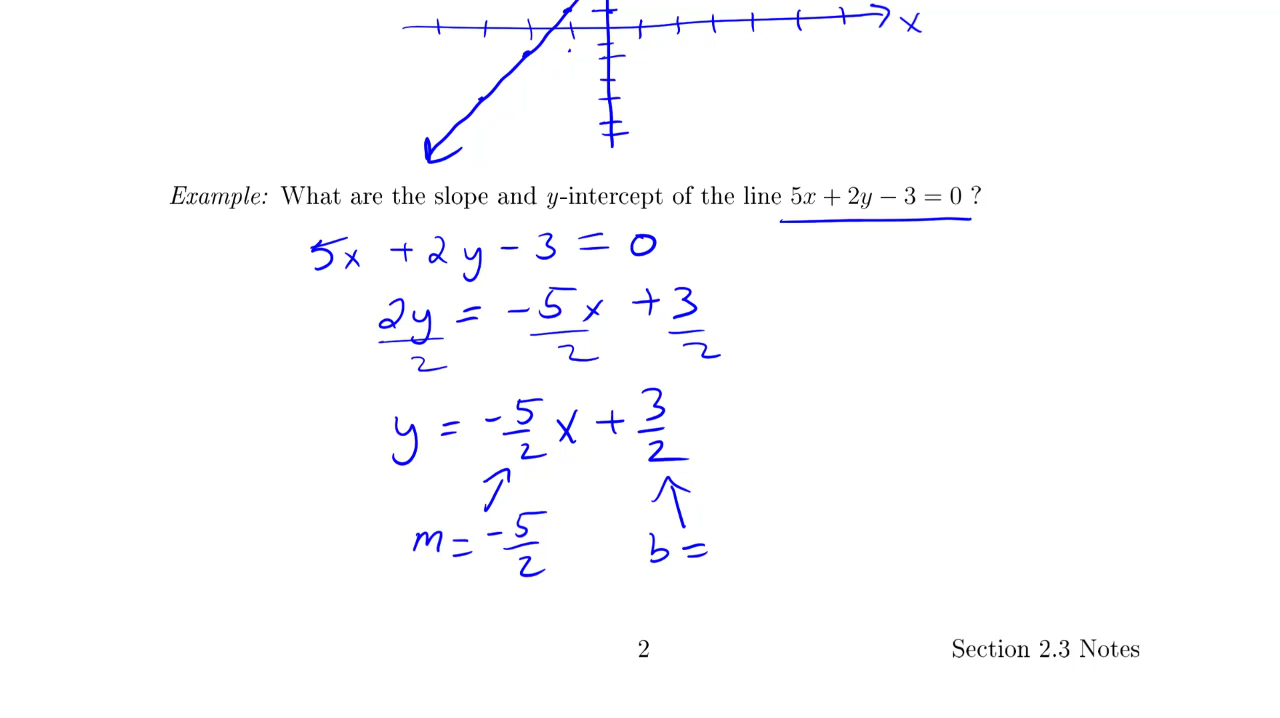 x
Example: What are the slope and y-intercept of the line 5x + 2y − 3 = 0 ?
5x + 2y − 3 = 0
2y/2 = −5x/2 + 3/2
y = −5/2 x + 3/2
m = −5/2 b =
2 Section 2.3 Notes